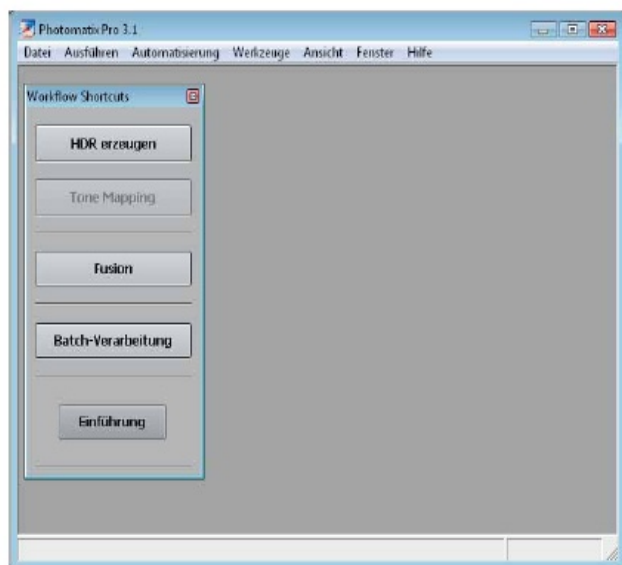 Photomatix Pro 3.1
Datei Ausführen Automatisierung Werkzeuge Ansicht Fenster Hilfe
Workflow Shortcuts
HDR erzeugen
Tone Mapping
Fusion
Batch-Verarbeitung
Einführung